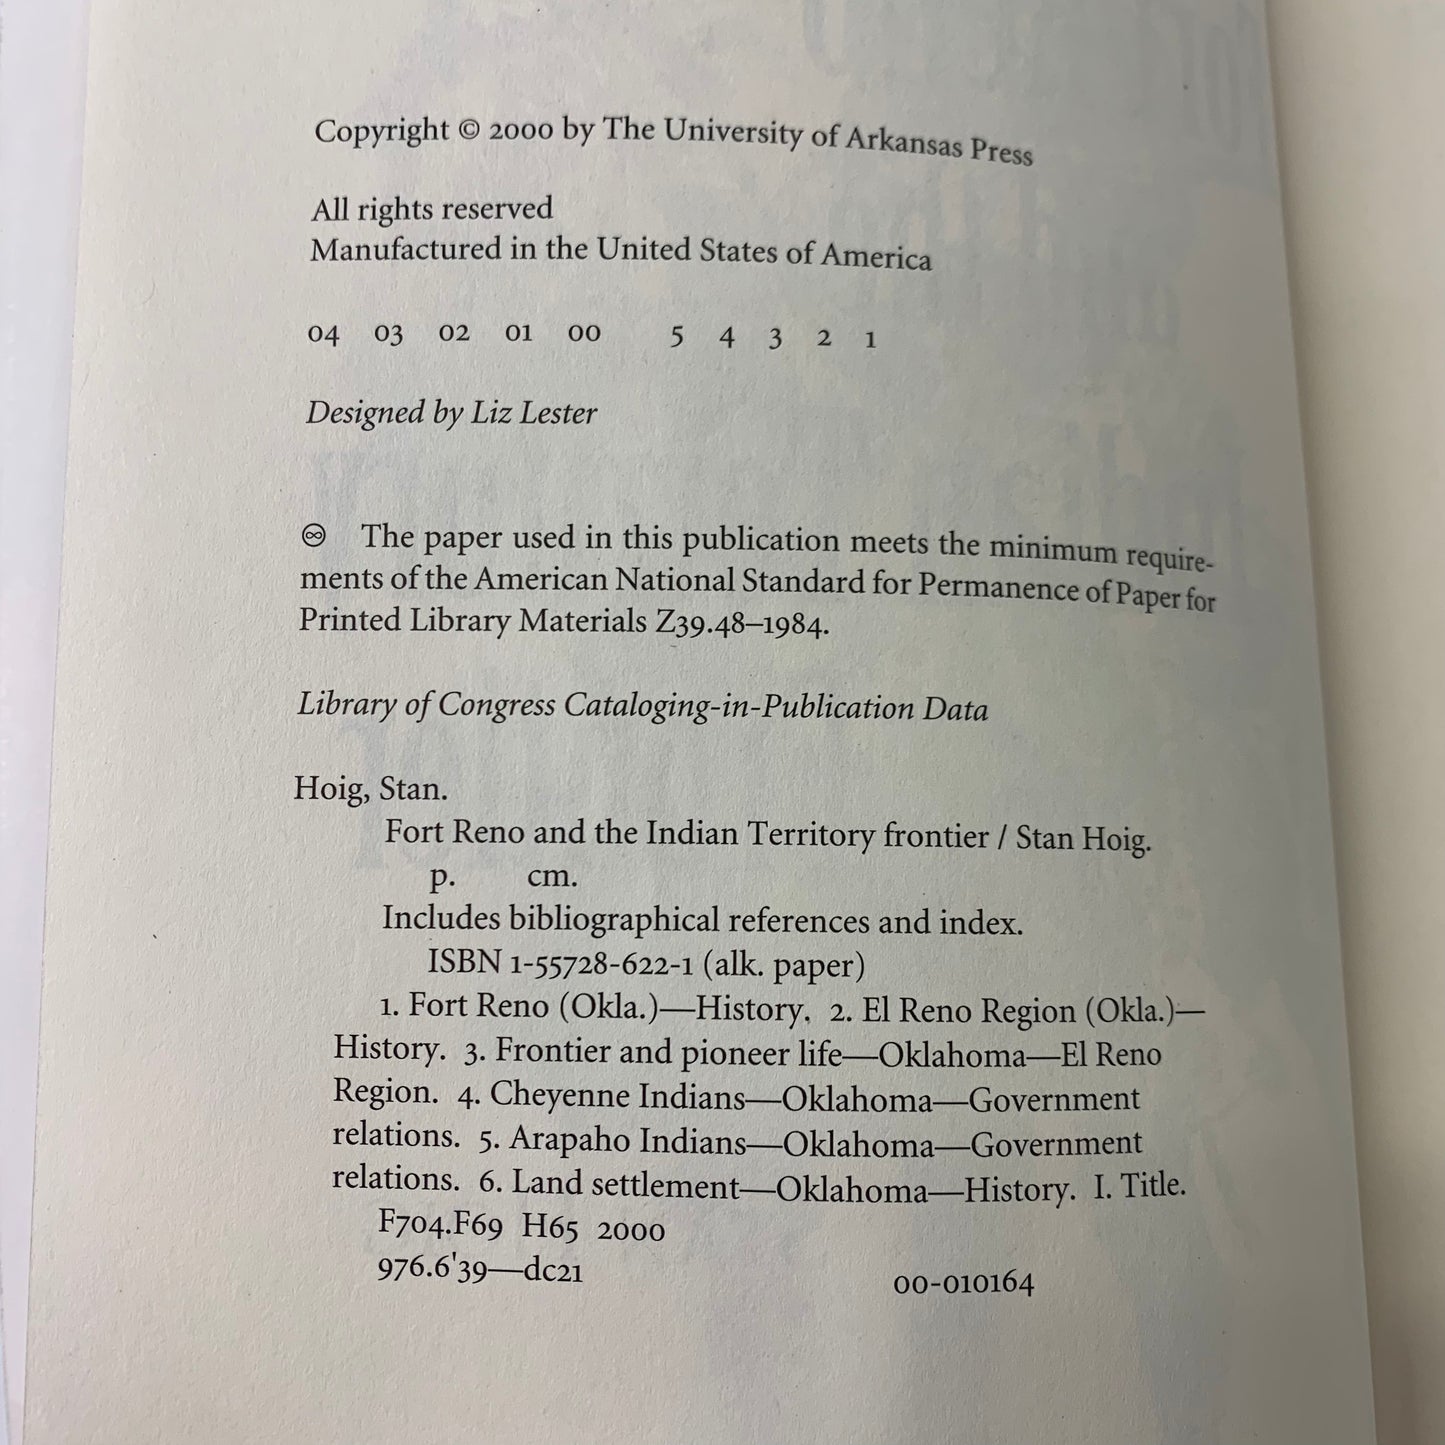 Copyright © 2000 by The University of Arkansas Press
All rights reserved
Manufactured in the United States of America
04 03 02 01 00 5 4 3 2 1
Designed by Liz Lester
♾ The paper used in this publication meets the minimum require-
ments of the American National Standard for Permanence of Paper for
Printed Library Materials Z39.48–1984.
Library of Congress Cataloging-in-Publication Data
Hoig, Stan.
Fort Reno and the Indian Territory frontier / Stan Hoig.
p. cm.
Includes bibliographical references and index.
ISBN 1-55728-622-1 (alk. paper)
1. Fort Reno (Okla.)—History. 2. El Reno Region (Okla.)—
History. 3. Frontier and pioneer life—Oklahoma—El Reno
Region. 4. Cheyenne Indians—Oklahoma—Government
relations. 5. Arapaho Indians—Oklahoma—Government
relations. 6. Land settlement—Oklahoma—History. I. Title.
F704.F69 H65 2000
976.6'39—dc21
00-010164